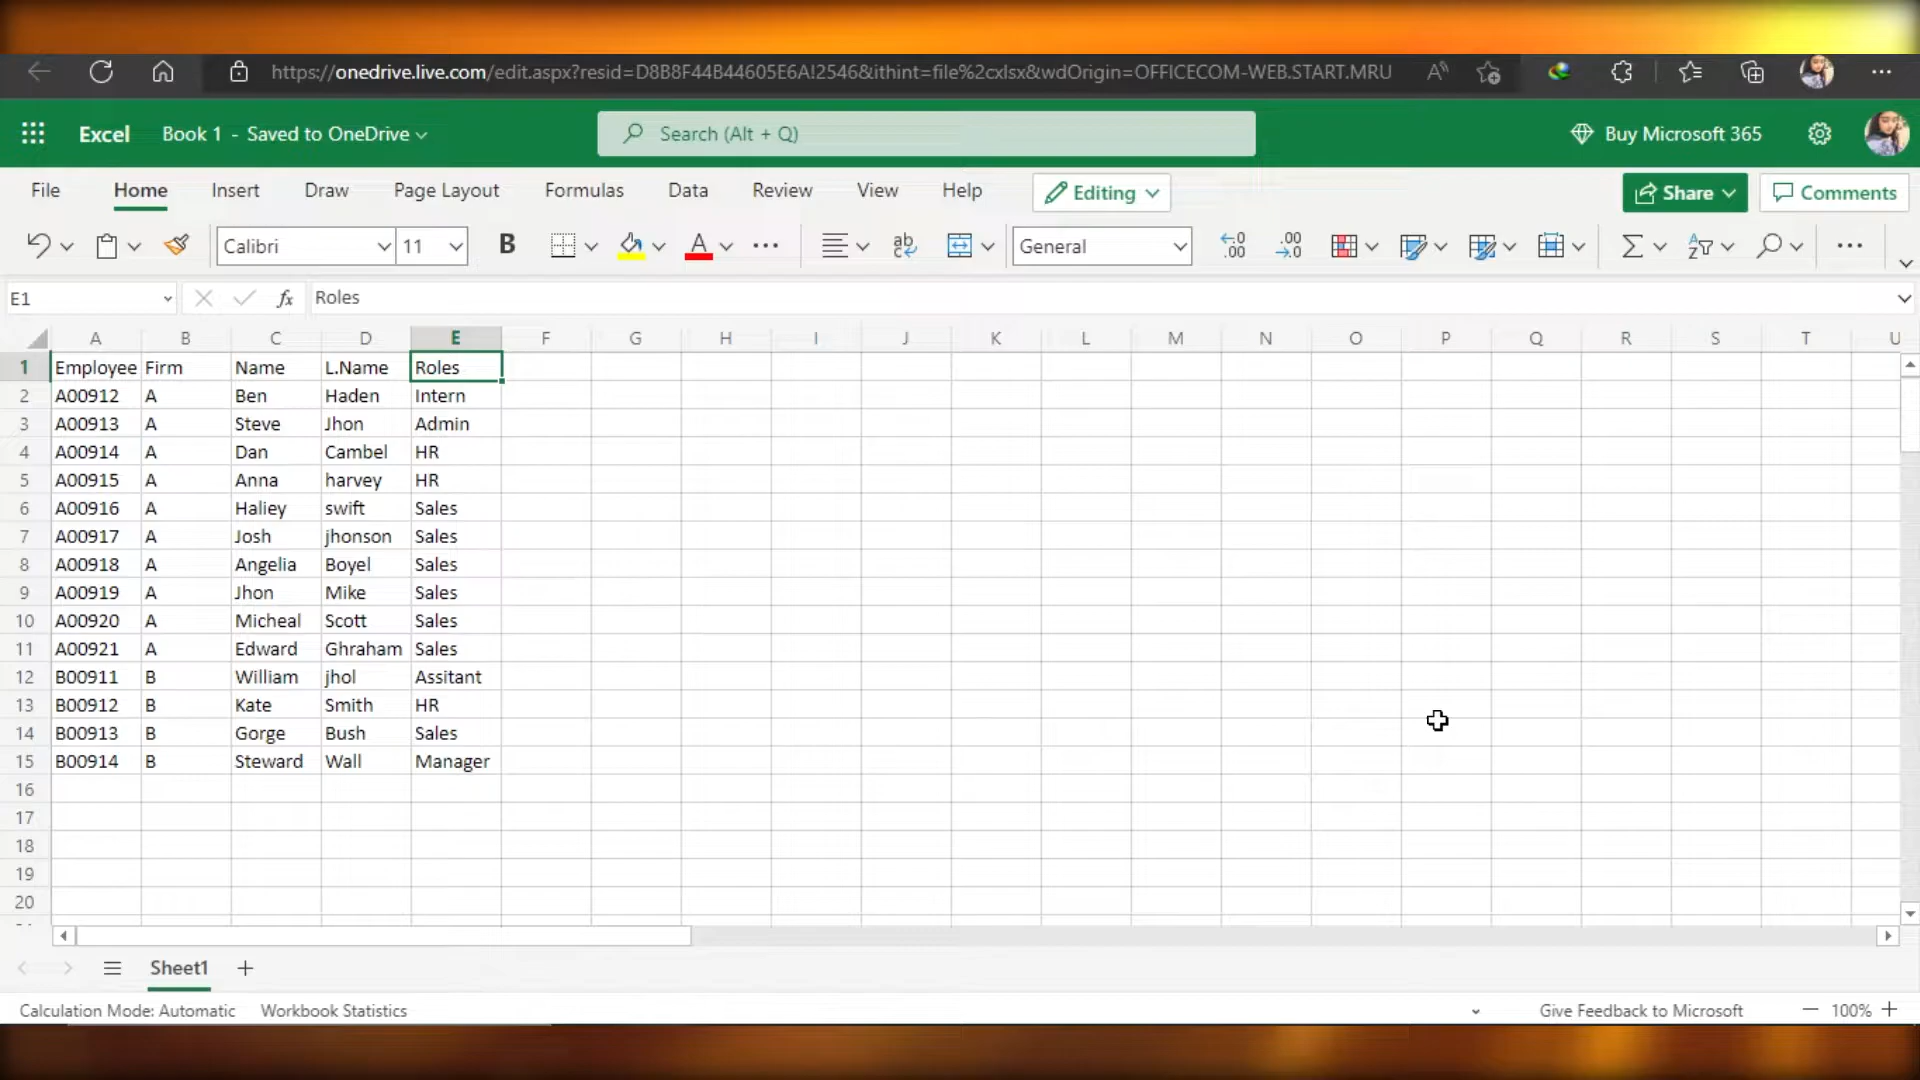 https://onedrive.live.com/edit.aspx?resid=D8B8F44B44605E6A!2546&ithint=file%2cxlsx&wdOrigin=OFFICECOM-WEB.START.MRU
Excel Book 1 - Saved to OneDrive Search (Alt + Q) Buy Microsoft 365
File Home Insert Draw Page Layout Formulas Data Review View Help Editing Share Comments
Calibri 11 B A ab General .00 .00
E1 fx Roles
A B C D E F G H I J K L M N O P Q R S T U
1 Employee Firm Name L.Name Roles
2 A00912 A Ben Haden Intern
3 A00913 A Steve Jhon Admin
4 A00914 A Dan Cambel HR
5 A00915 A Anna harvey HR
6 A00916 A Haliey swift Sales
7 A00917 A Josh jhonson Sales
8 A00918 A Angelia Boyel Sales
9 A00919 A Jhon Mike Sales
10 A00920 A Micheal Scott Sales
11 A00921 A Edward Ghraham Sales
12 B00911 B William jhol Assitant
13 B00912 B Kate Smith HR
14 B00913 B Gorge Bush Sales
15 B00914 B Steward Wall Manager
16
17
18
19
20
Sheet1
Calculation Mode: Automatic Workbook Statistics Give Feedback to Microsoft 100%